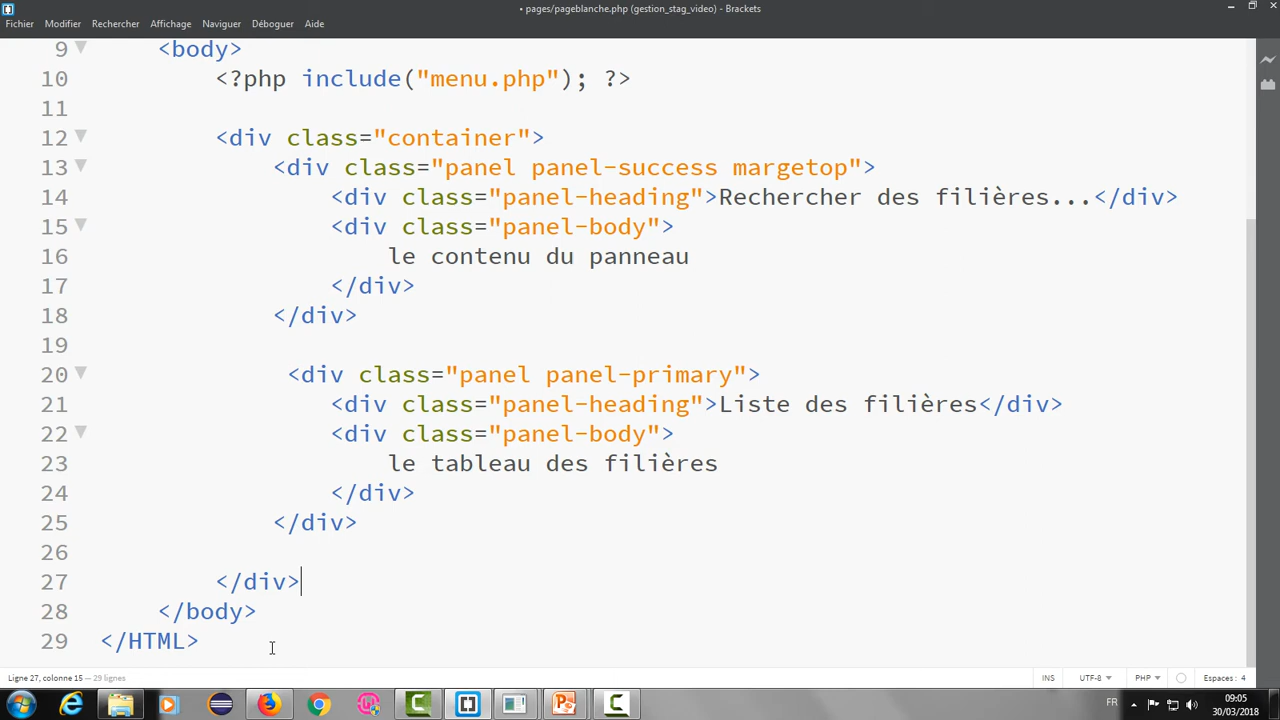 • pages/pageblanche.php (gestion_stag_video) - Brackets
Fichier Modifier Rechercher Affichage Naviguer Déboguer Aide
9 <body>
10 <?php include("menu.php"); ?>
11
12 <div class="container">
13 <div class="panel panel-success margetop">
14 <div class="panel-heading">Rechercher des filières...</div>
15 <div class="panel-body">
16 le contenu du panneau
17 </div>
18 </div>
19
20 <div class="panel panel-primary">
21 <div class="panel-heading">Liste des filières</div>
22 <div class="panel-body">
23 le tableau des filières
24 </div>
25 </div>
26
27 </div>
28 </body>
29 </HTML>
Ligne 27, colonne 15 — 29 lignes INS UTF-8 PHP Espaces: 4
FR 09:05
30/03/2018